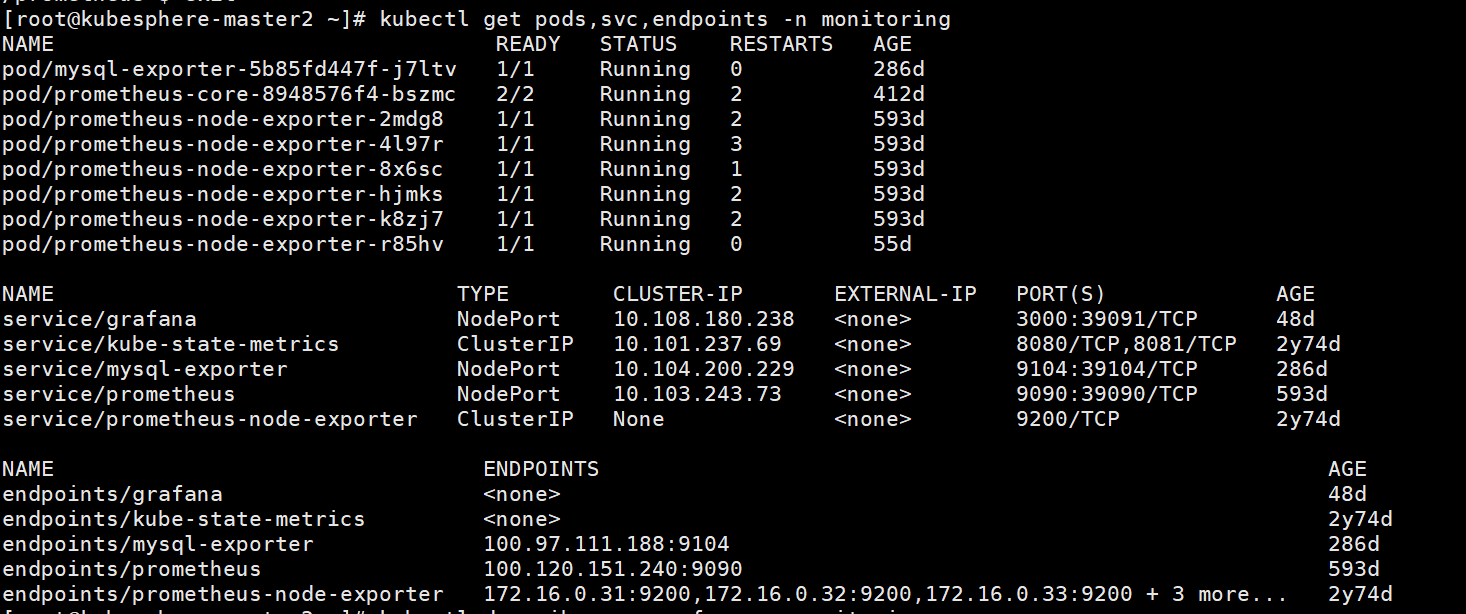 /prometheus $ exit
[root@kubesphere-master2 ~]# kubectl get pods,svc,endpoints -n monitoring
NAME READY STATUS RESTARTS AGE
pod/mysql-exporter-5b85fd447f-j7ltv 1/1 Running 0 286d
pod/prometheus-core-8948576f4-bszmc 2/2 Running 2 412d
pod/prometheus-node-exporter-2mdg8 1/1 Running 2 593d
pod/prometheus-node-exporter-4l97r 1/1 Running 3 593d
pod/prometheus-node-exporter-8x6sc 1/1 Running 1 593d
pod/prometheus-node-exporter-hjmks 1/1 Running 2 593d
pod/prometheus-node-exporter-k8zj7 1/1 Running 2 593d
pod/prometheus-node-exporter-r85hv 1/1 Running 0 55d
NAME TYPE CLUSTER-IP EXTERNAL-IP PORT(S) AGE
service/grafana NodePort 10.108.180.238 <none> 3000:39091/TCP 48d
service/kube-state-metrics ClusterIP 10.101.237.69 <none> 8080/TCP,8081/TCP 2y74d
service/mysql-exporter NodePort 10.104.200.229 <none> 9104:39104/TCP 286d
service/prometheus NodePort 10.103.243.73 <none> 9090:39090/TCP 593d
service/prometheus-node-exporter ClusterIP None <none> 9200/TCP 2y74d
NAME ENDPOINTS AGE
endpoints/grafana <none> 48d
endpoints/kube-state-metrics <none> 2y74d
endpoints/mysql-exporter 100.97.111.188:9104 286d
endpoints/prometheus 100.120.151.240:9090 593d
endpoints/prometheus-node-exporter 172.16.0.31:9200,172.16.0.32:9200,172.16.0.33:9200 + 3 more... 2y74d